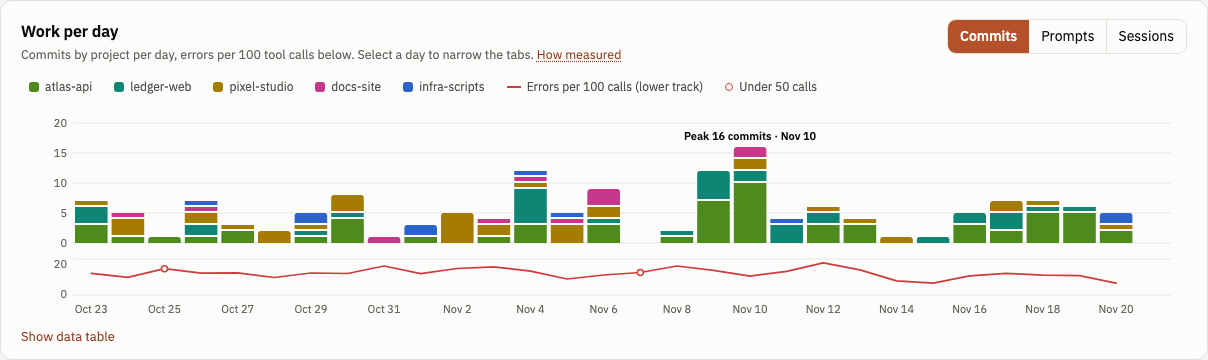 Work per day
Commits by project per day, errors per 100 tool calls below. Select a day to narrow the tabs. How measured
Commits Prompts Sessions
atlas-api ledger-web pixel-studio docs-site infra-scripts Errors per 100 calls (lower track) Under 50 calls
20
Peak 16 commits · Nov 10
15
10
5
0
20
0
Oct 23 Oct 25 Oct 27 Oct 29 Oct 31 Nov 2 Nov 4 Nov 6 Nov 8 Nov 10 Nov 12 Nov 14 Nov 16 Nov 18 Nov 20
Show data table